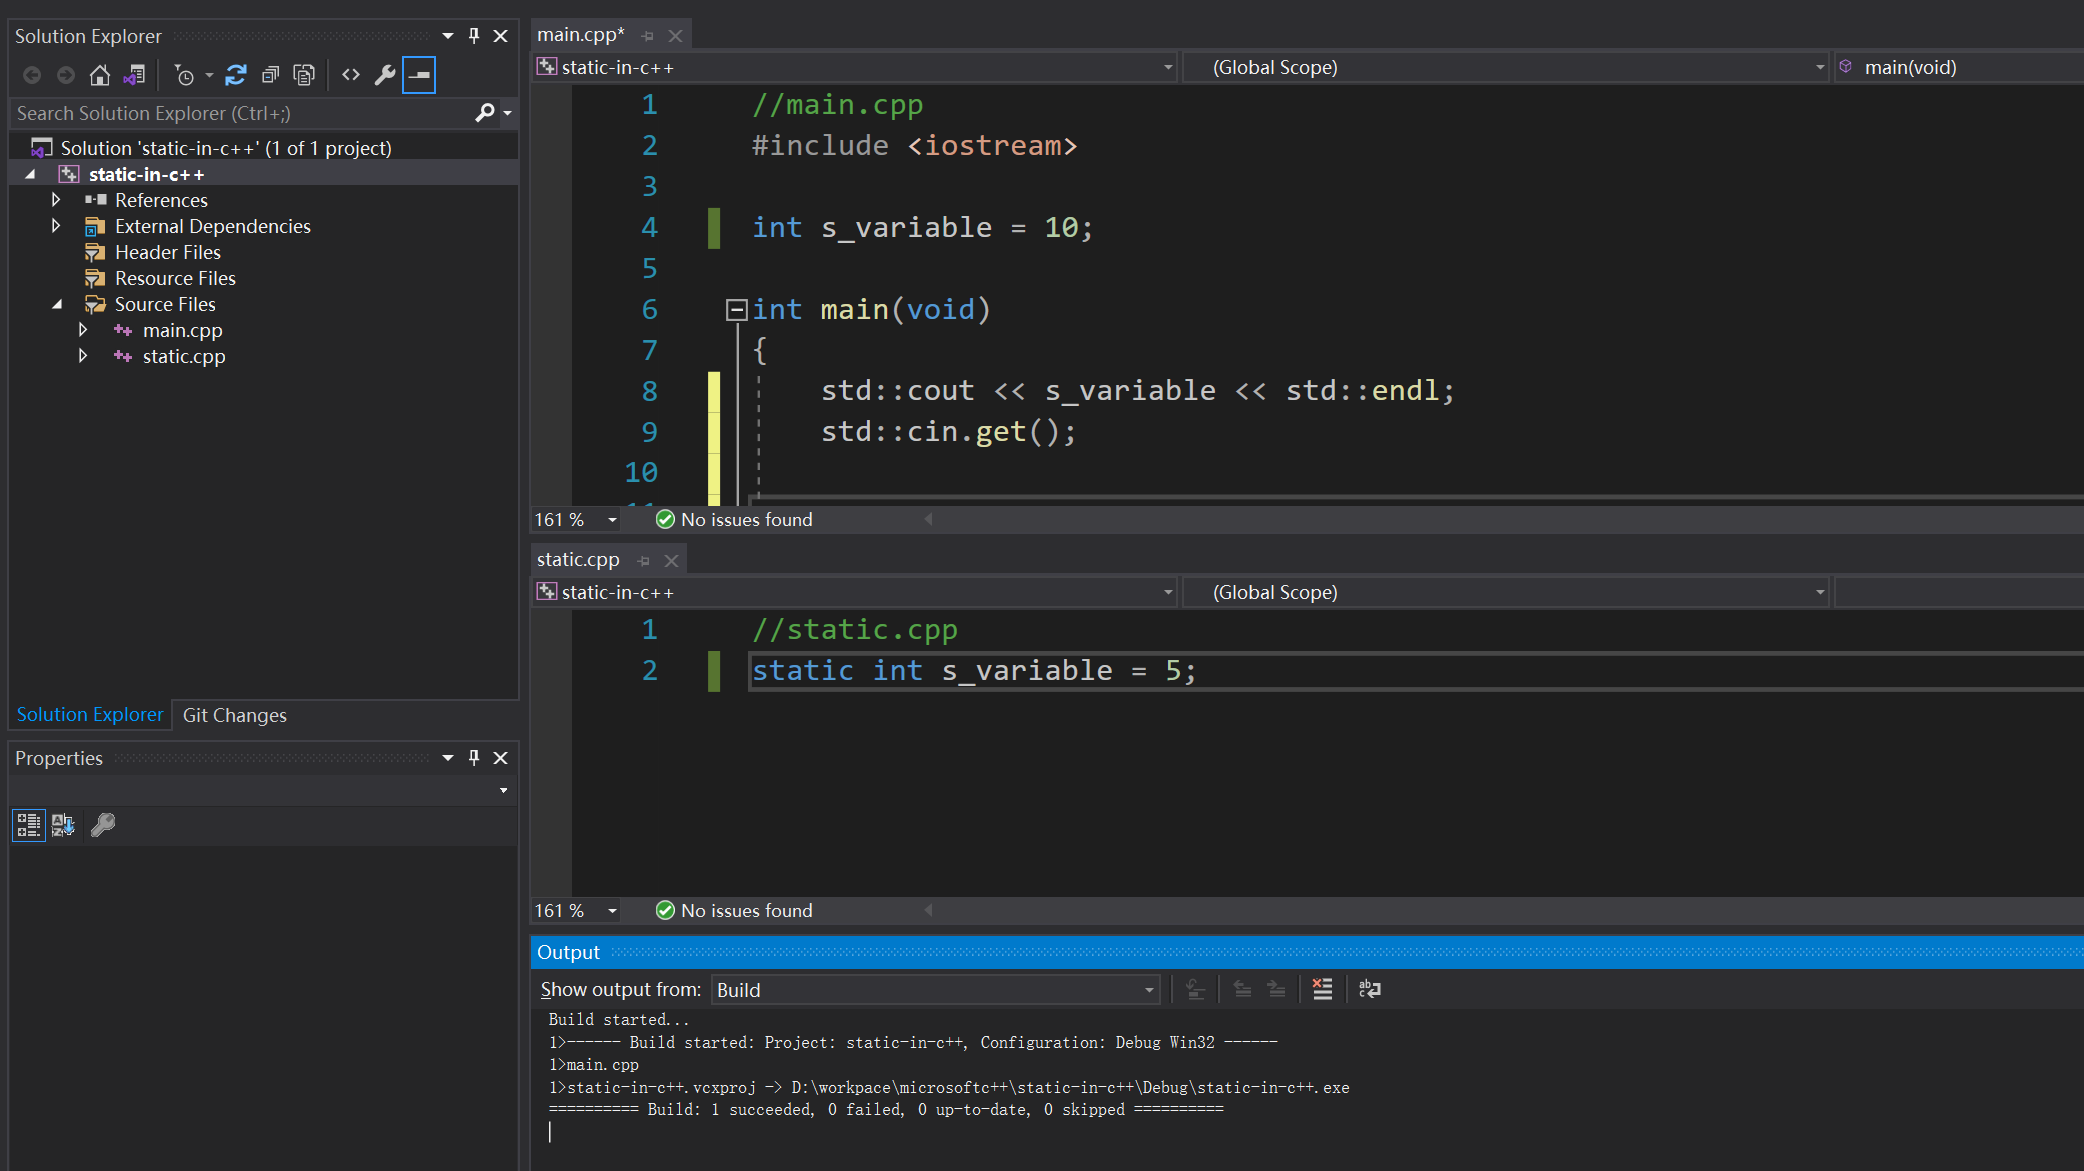 Solution Explorer
Search Solution Explorer (Ctrl+;)
Solution 'static-in-c++' (1 of 1 project)
static-in-c++
References
External Dependencies
Header Files
Resource Files
Source Files
main.cpp
static.cpp
Solution Explorer
Git Changes
Properties
main.cpp*
static-in-c++
(Global Scope)
main(void)
1 //main.cpp
2 #include <iostream>
3
4 int s_variable = 10;
5
6 int main(void)
7 {
8 std::cout << s_variable << std::endl;
9 std::cin.get();
10
161 %
No issues found
static.cpp
static-in-c++
(Global Scope)
1 //static.cpp
2 static int s_variable = 5;
161 %
No issues found
Output
Show output from: Build
Build started...
1>------ Build started: Project: static-in-c++, Configuration: Debug Win32 ------
1>main.cpp
1>static-in-c++.vcxproj -> D:\workpace\microsoftc++\static-in-c++\Debug\static-in-c++.exe
========== Build: 1 succeeded, 0 failed, 0 up-to-date, 0 skipped ==========